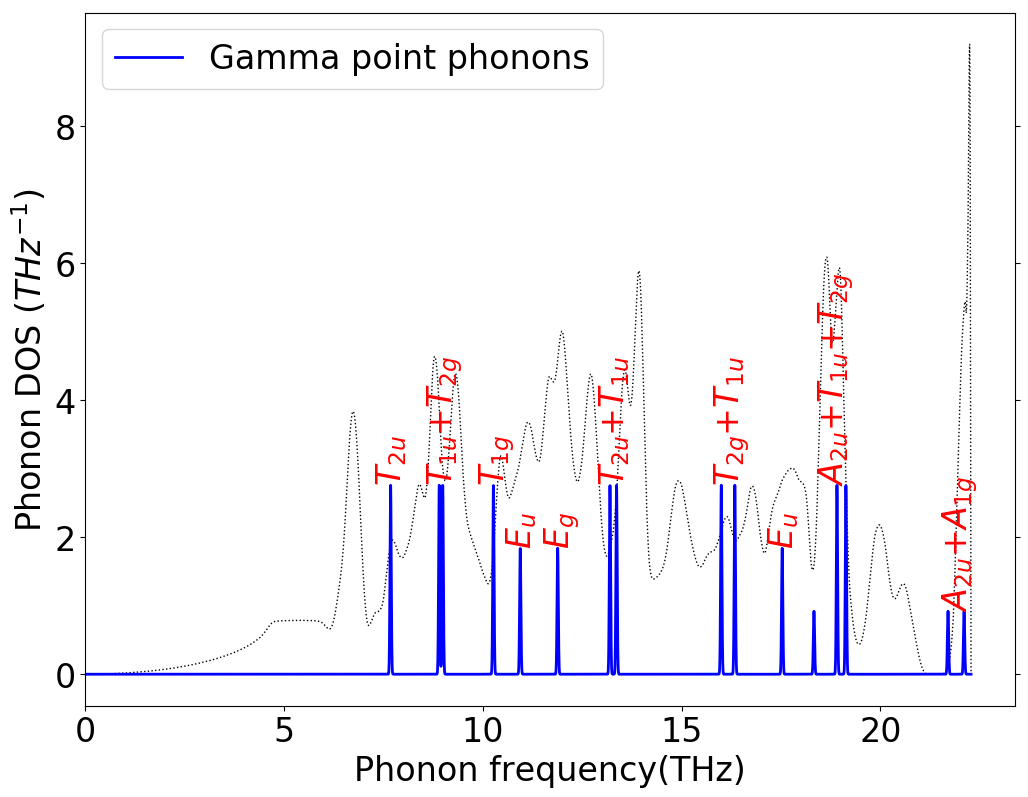 Gamma point phonons
Phonon DOS (THz⁻¹)
8
6
4
2
0
T₂ᵤ
T₁ᵤ+T₂g
T₁g
Eᵤ
Eg
T₂ᵤ+T₁ᵤ
T₂g+T₁ᵤ
Eᵤ
A₂ᵤ+T₁ᵤ+T₂g
A₂ᵤ+A₁g
0 5 10 15 20
Phonon frequency(THz)